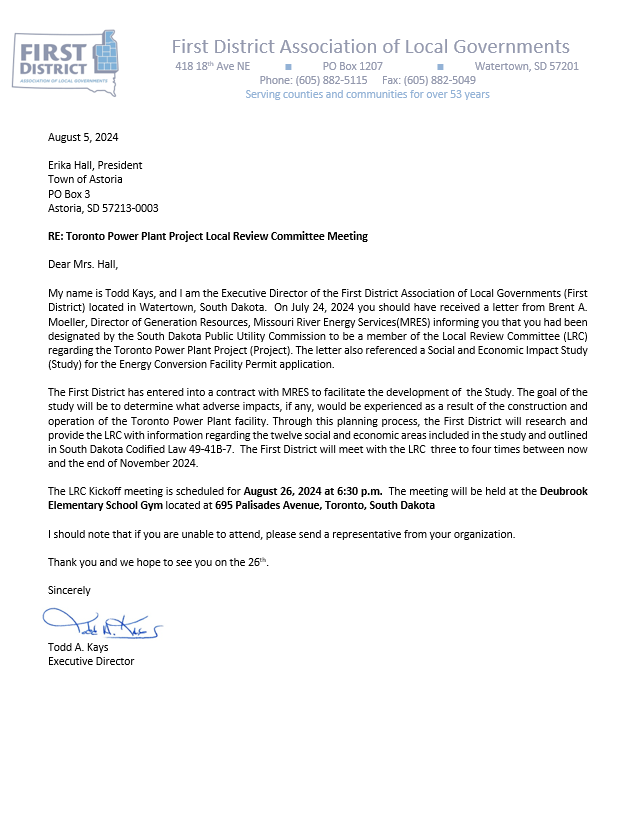 FIRST
DISTRICT
ASSOCIATION OF LOCAL GOVERNMENTS
First District Association of Local Governments
418 18th Ave NE ■ PO Box 1207 ■ Watertown, SD 57201
Phone: (605) 882-5115 Fax: (605) 882-5049
Serving counties and communities for over 53 years
August 5, 2024
Erika Hall, President
Town of Astoria
PO Box 3
Astoria, SD 57213-0003
RE: Toronto Power Plant Project Local Review Committee Meeting
Dear Mrs. Hall,
My name is Todd Kays, and I am the Executive Director of the First District Association of Local Governments (First
District) located in Watertown, South Dakota. On July 24, 2024 you should have received a letter from Brent A.
Moeller, Director of Generation Resources, Missouri River Energy Services(MRES) informing you that you had been
designated by the South Dakota Public Utility Commission to be a member of the Local Review Committee (LRC)
regarding the Toronto Power Plant Project (Project). The letter also referenced a Social and Economic Impact Study
(Study) for the Energy Conversion Facility Permit application.
The First District has entered into a contract with MRES to facilitate the development of the Study. The goal of the
study will be to determine what adverse impacts, if any, would be experienced as a result of the construction and
operation of the Toronto Power Plant facility. Through this planning process, the First District will research and
provide the LRC with information regarding the twelve social and economic areas included in the study and outlined
in South Dakota Codified Law 49-41B-7. The First District will meet with the LRC three to four times between now
and the end of November 2024.
The LRC Kickoff meeting is scheduled for August 26, 2024 at 6:30 p.m. The meeting will be held at the Deubrook
Elementary School Gym located at 695 Palisades Avenue, Toronto, South Dakota
I should note that if you are unable to attend, please send a representative from your organization.
Thank you and we hope to see you on the 26th.
Sincerely
Todd A. Kays
Todd A. Kays
Executive Director